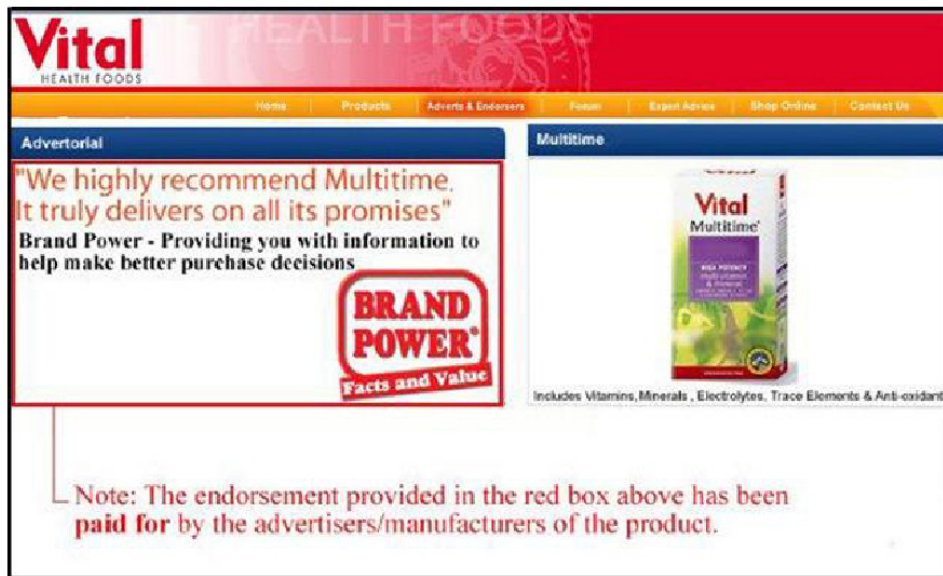 HEALTH FOODS
Vital
HEALTH FOODS
Home Products Adverts & Endorsers Forum Expert Advice Shop Online Contact Us
Advertorial
"We highly recommend Multitime.
It truly delivers on all its promises"
Brand Power - Providing you with information to
help make better purchase decisions
BRAND
POWER®
Facts and Value
Multitime
Vital
Multitime®
HIGH POTENCY
multivitamin
& mineral
Includes Vitamins, Minerals , Electrolytes, Trace Elements & Anti-oxidant
Note: The endorsement provided in the red box above has been
paid for by the advertisers/manufacturers of the product.